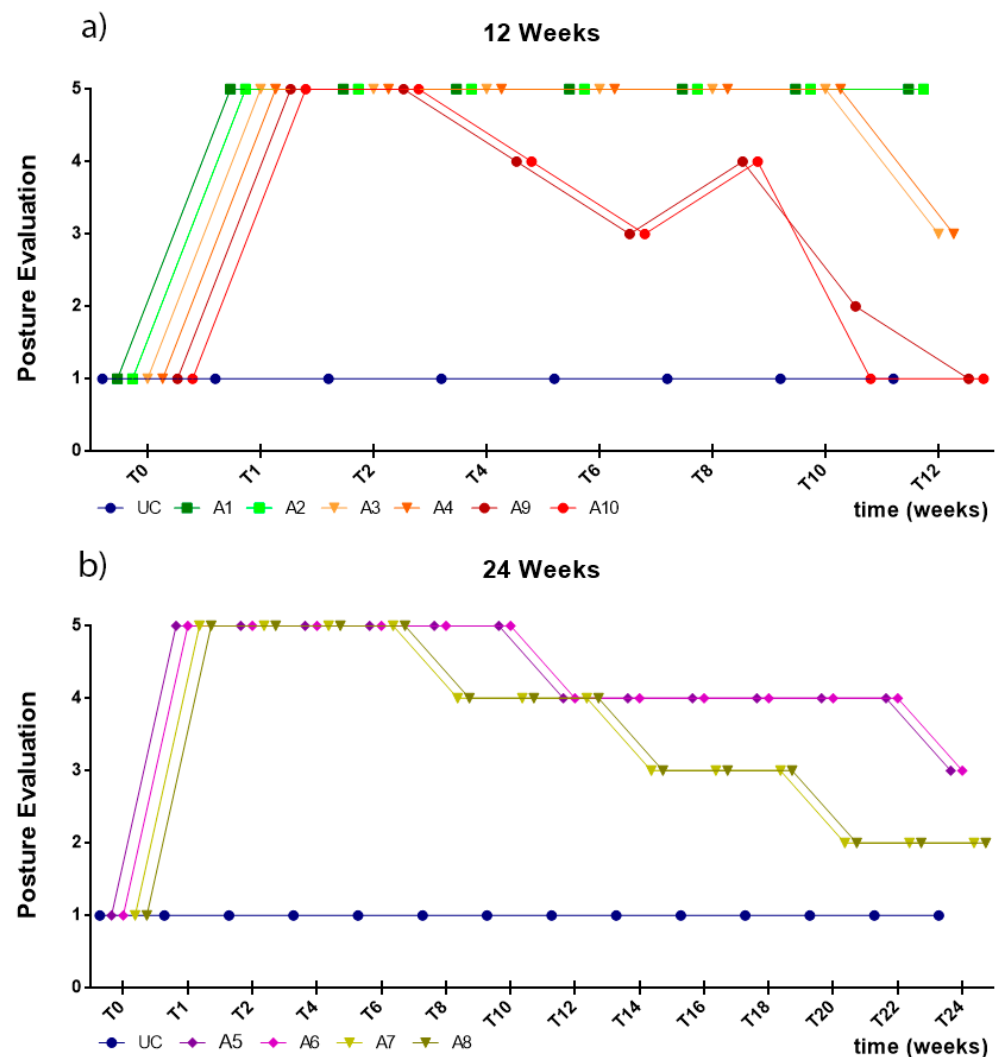 a)
12 Weeks
Posture Evaluation
5
4
3
2
1
0
T0 T1 T2 T4 T6 T8 T10 T12
UC A1 A2 A3 A4 A9 A10
time (weeks)
b)
24 Weeks
Posture Evaluation
5
4
3
2
1
0
T0 T1 T2 T4 T6 T8 T10 T12 T14 T16 T18 T20 T22 T24
UC A5 A6 A7 A8
time (weeks)